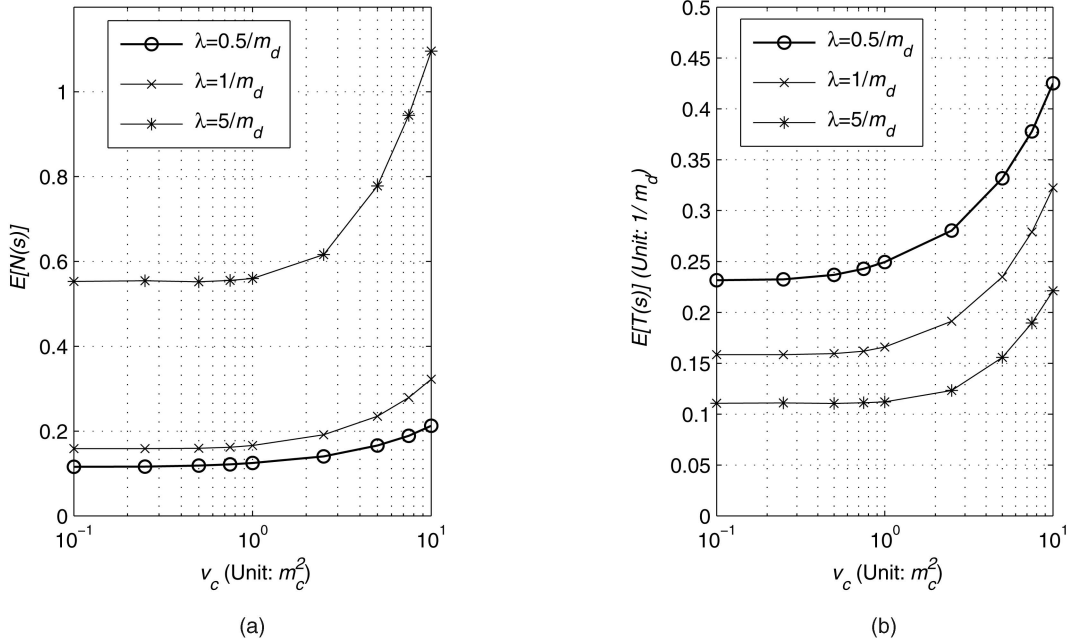 λ=0.5/m_d
λ=1/m_d
λ=5/m_d
1
0.8
0.6
0.4
0.2
0
E[N(s)]
10^−1
10^0
10^1
v_c (Unit: m_c^2)
(a)
λ=0.5/m_d
λ=1/m_d
λ=5/m_d
0.5
0.45
0.4
0.35
0.3
0.25
0.2
0.15
0.1
0.05
0
E[T(s)] (Unit: 1/ m_d)
10^−1
10^0
10^1
v_c (Unit: m_c^2)
(b)